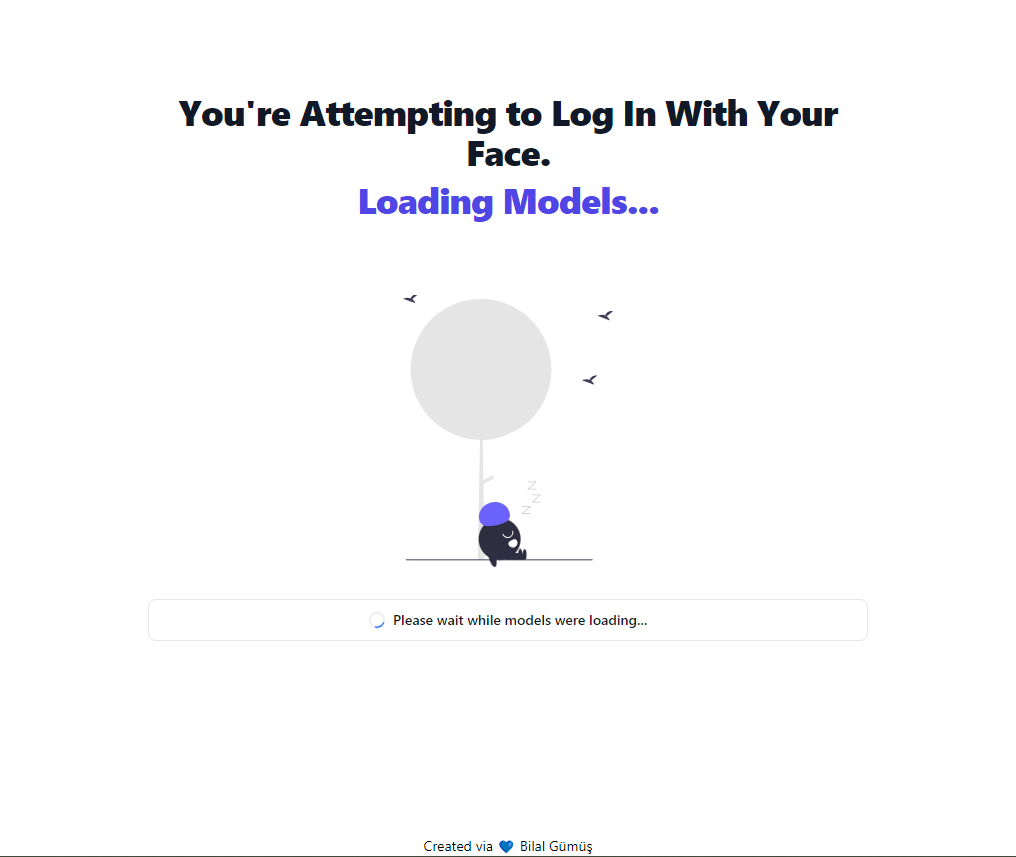 You're Attempting to Log In With Your
Face.
Loading Models...
z
z
z
Please wait while models were loading...
Created via 💙 Bilal Gümüş